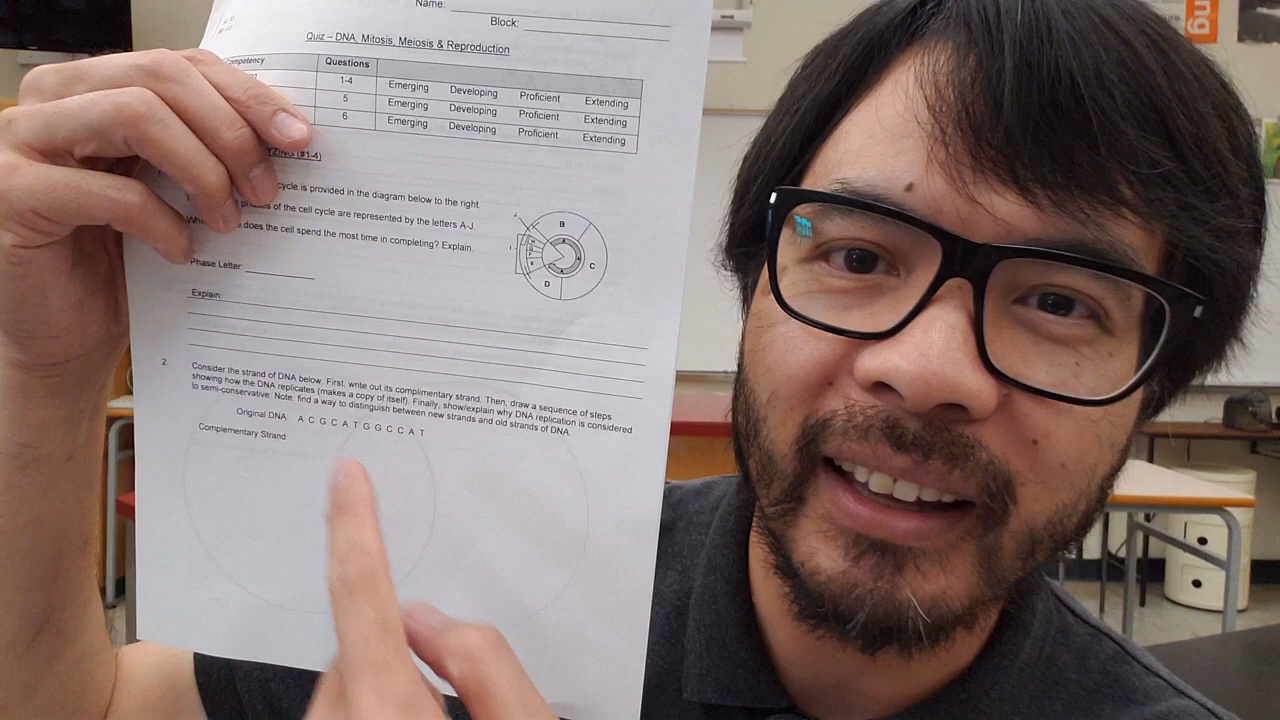 Name:
Block:
Quiz – DNA, Mitosis, Meiosis & Reproduction
Questions
1-4 Emerging Developing Proficient Extending
5 Emerging Developing Proficient Extending
6 Emerging Developing Proficient Extending
(#1-4)
cycle is provided in the diagram below to the right.
of the cell cycle are represented by the letters A-J.
does the cell spend the most time in completing? Explain.
B
C
D
Phase Letter:
Explain:
2. Consider the strand of DNA below. First, write out its complimentary strand. Then, draw a sequence of steps
showing how the DNA replicates (makes a copy of itself). Finally, show/explain why DNA replication is considered
to semi-conservative. Note: find a way to distinguish between new strands and old strands of DNA.
Original DNA: A C G C A T G G C C A T
Complementary Strand
ng